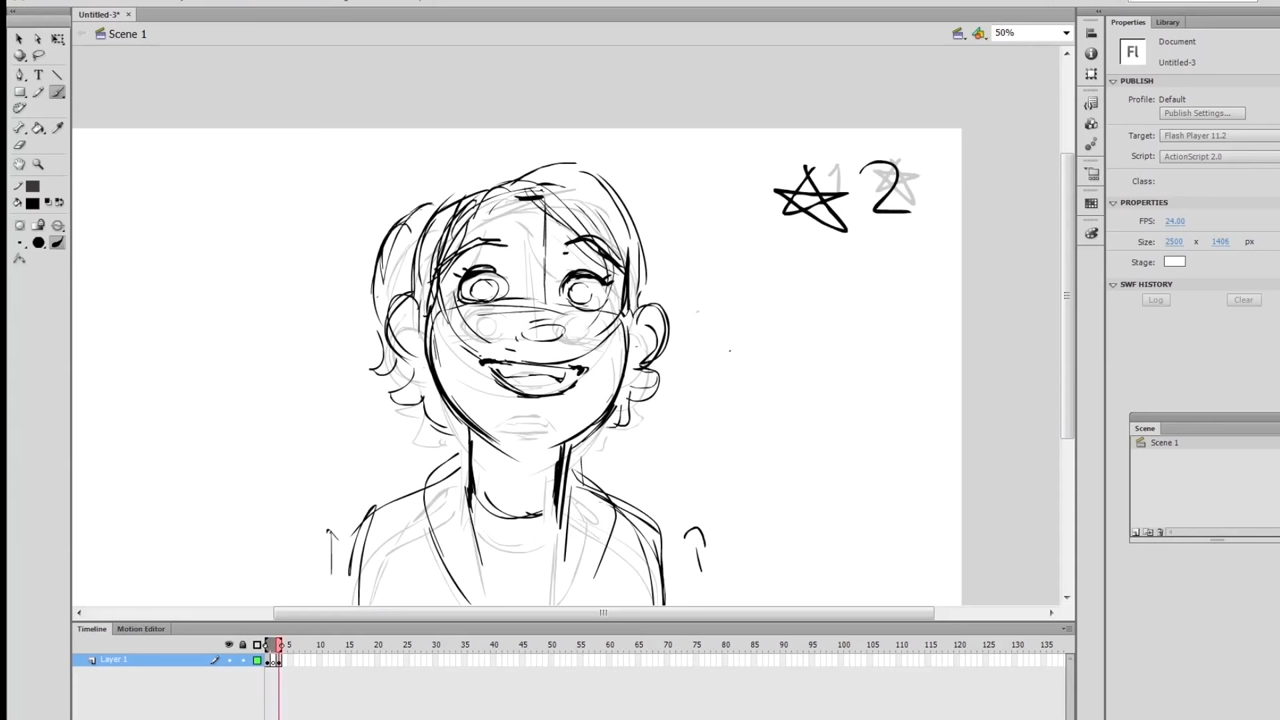 Untitled-3* ×
Scene 1
50%
1 2
Properties
Library
Fl
Document
Untitled-3
PUBLISH
Profile: Default
Publish Settings...
Target: Flash Player 11.2
Script: ActionScript 2.0
Class:
PROPERTIES
FPS: 24.00
Size: 2500 x 1406 px
Stage:
SWF HISTORY
Log
Clear
Scene
Scene 1
Timeline
Motion Editor
5 10 15 20 25 30 35 40 45 50 55 60 65 70 75 80 85 90 95 100 105 110 115 120 125 130 135
Layer 1